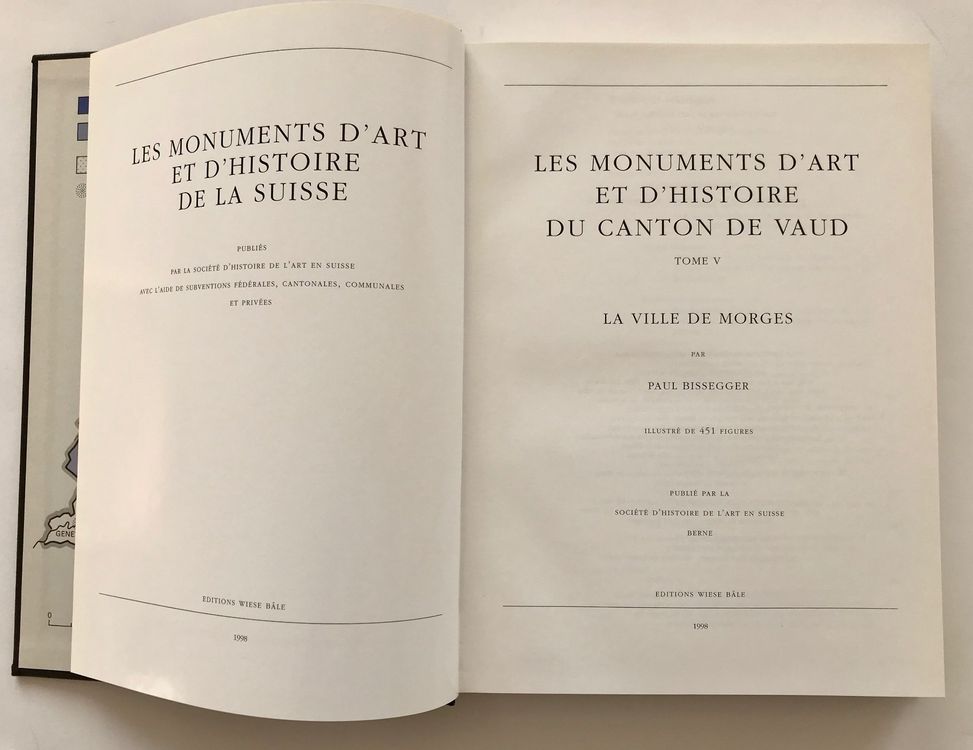 LES MONUMENTS D'ART
ET D'HISTOIRE
DE LA SUISSE
PUBLIÉS
PAR LA SOCIÉTÉ D'HISTOIRE DE L'ART EN SUISSE
AVEC L'AIDE DE SUBVENTIONS FÉDÉRALES, CANTONALES, COMMUNALES
ET PRIVÉES
EDITIONS WIESE BÂLE
1998
0
LES MONUMENTS D'ART
ET D'HISTOIRE
DU CANTON DE VAUD
TOME V
LA VILLE DE MORGES
PAR
PAUL BISSEGGER
ILLUSTRÉ DE 451 FIGURES
PUBLIÉ PAR LA
SOCIÉTÉ D'HISTOIRE DE L'ART EN SUISSE
BERNE
EDITIONS WIESE BÂLE
1998